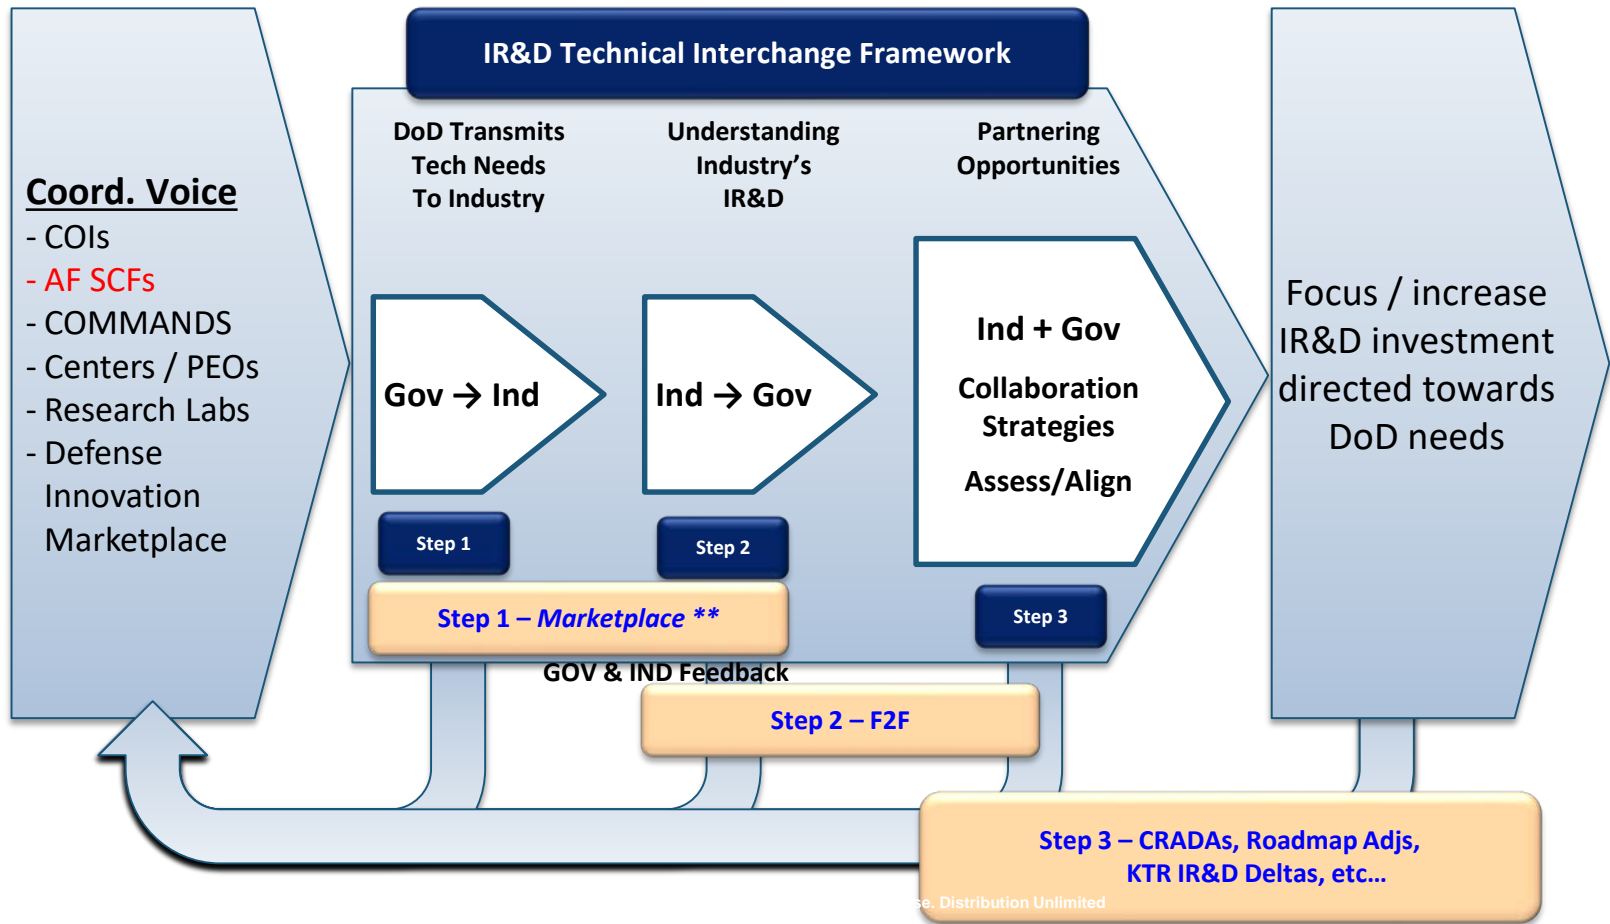 IR&D Technical Interchange Framework
Coord. Voice
- COIs
- AF SCFs
- COMMANDS
- Centers / PEOs
- Research Labs
- Defense
Innovation
Marketplace
DoD Transmits
Tech Needs
To Industry
Understanding
Industry’s
IR&D
Partnering
Opportunities
Gov → Ind
Ind → Gov
Ind + Gov
Collaboration
Strategies
Assess/Align
Step 1
Step 2
Step 3
Step 1 – Marketplace **
GOV & IND Feedback
Step 2 – F2F
Step 3 – CRADAs, Roadmap Adjs,
KTR IR&D Deltas, etc...
Focus / increase
IR&D investment
directed towards
DoD needs
Distribution Unlimited